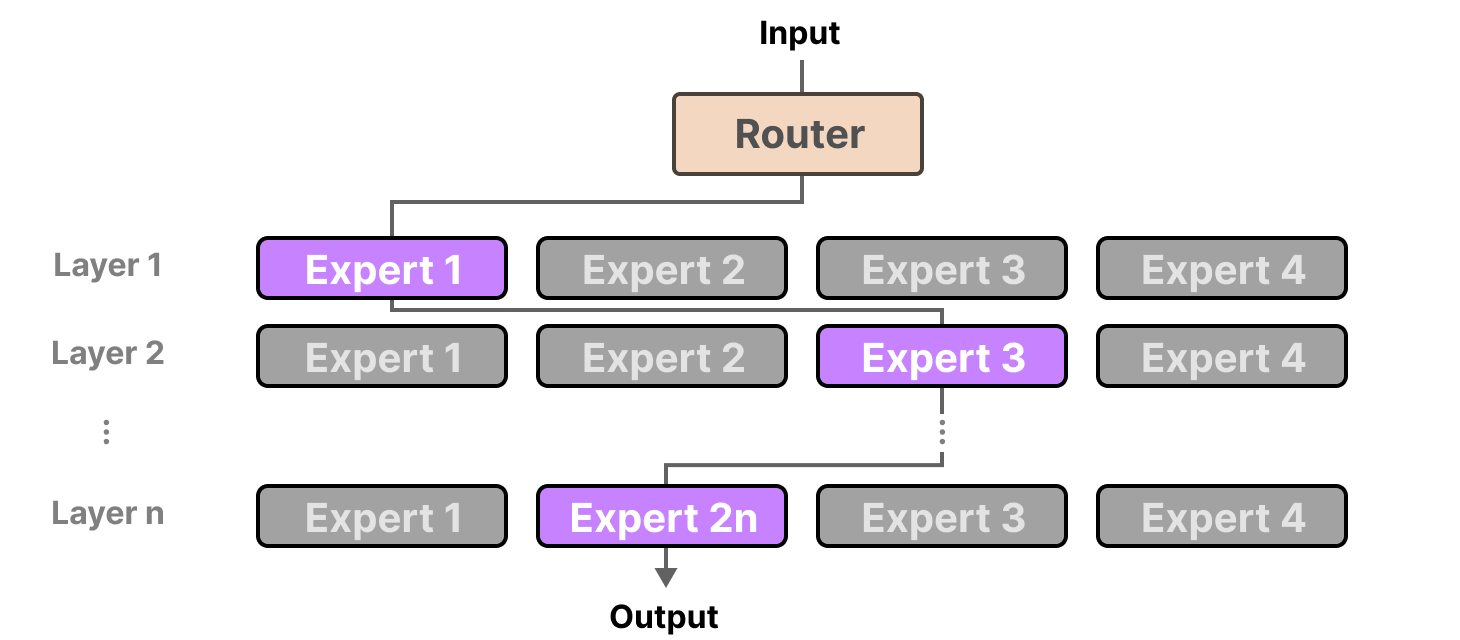 Input
Router
Layer 1 Expert 1 Expert 2 Expert 3 Expert 4
Layer 2 Expert 1 Expert 2 Expert 3 Expert 4
Layer n Expert 1 Expert 2n Expert 3 Expert 4
Output